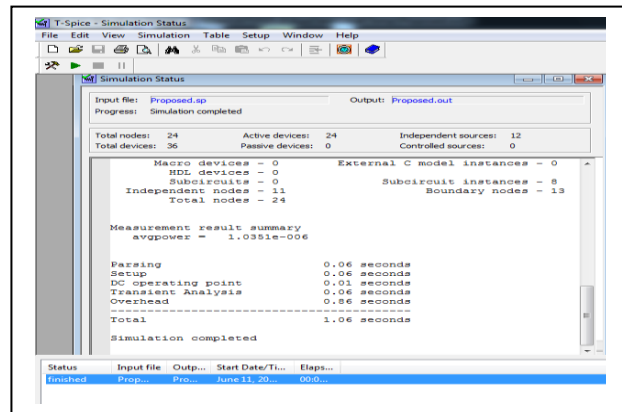 T-Spice - Simulation Status
File Edit View Simulation Table Setup Window Help
Simulation Status
Input file: Proposed.sp Output: Proposed.out
Progress: Simulation completed
Total nodes: 24 Active devices: 24 Independent sources: 12
Total devices: 36 Passive devices: 0 Controlled sources: 0
Macro devices - 0 External C model instances - 0
HDL devices - 0
Subcircuits - 0 Subcircuit instances - 8
Independent nodes - 11 Boundary nodes - 13
Total nodes - 24
Measurement result summary
avgpower = 1.0351e-006
Parsing 0.06 seconds
Setup 0.06 seconds
DC operating point 0.01 seconds
Transient Analysis 0.06 seconds
Overhead 0.86 seconds
Total 1.06 seconds
Simulation completed
Status Input file Outp... Start Date/Ti... Elaps...
finished Prop... Pro... June 11, 20... 00:0...